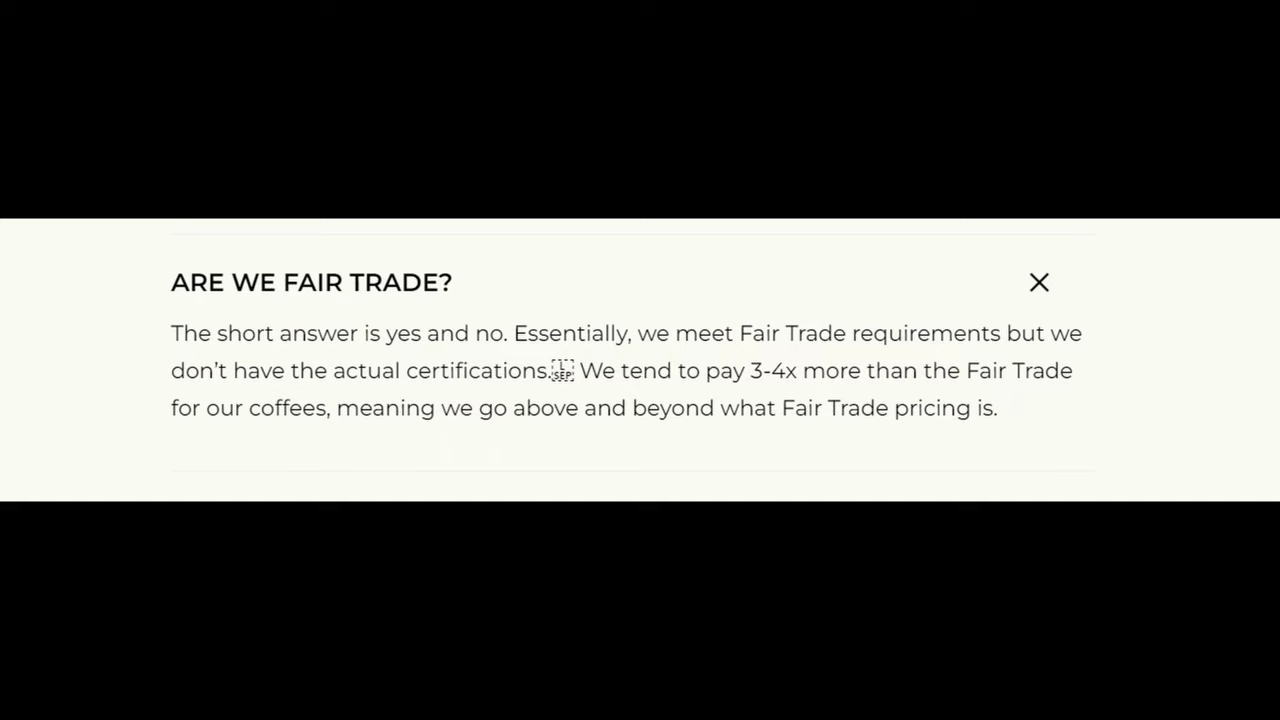 ARE WE FAIR TRADE?
The short answer is yes and no. Essentially, we meet Fair Trade requirements but we
don’t have the actual certifications. We tend to pay 3-4x more than the Fair Trade
for our coffees, meaning we go above and beyond what Fair Trade pricing is.